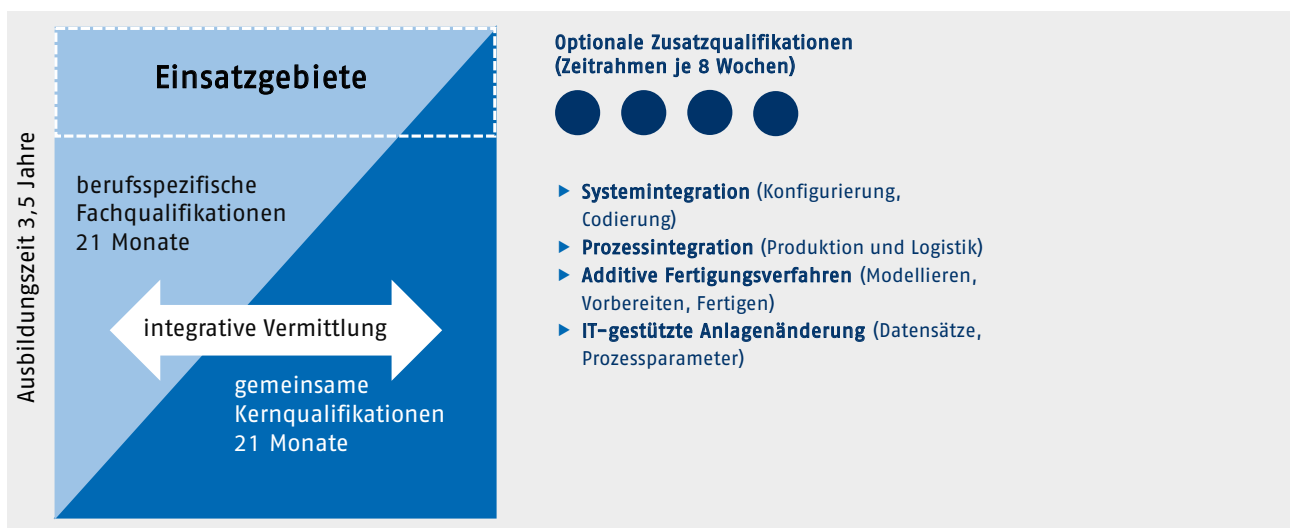 Ausbildungszeit 3,5 Jahre
Einsatzgebiete
berufsspezifische
Fachqualifikationen
21 Monate
integrative Vermittlung
gemeinsame
Kernqualifikationen
21 Monate
Optionale Zusatzqualifikationen
(Zeitrahmen je 8 Wochen)
▶ Systemintegration (Konfigurierung,
Codierung)
▶ Prozessintegration (Produktion und Logistik)
▶ Additive Fertigungsverfahren (Modellieren,
Vorbereiten, Fertigen)
▶ IT-gestützte Anlagenänderung (Datensätze,
Prozessparameter)